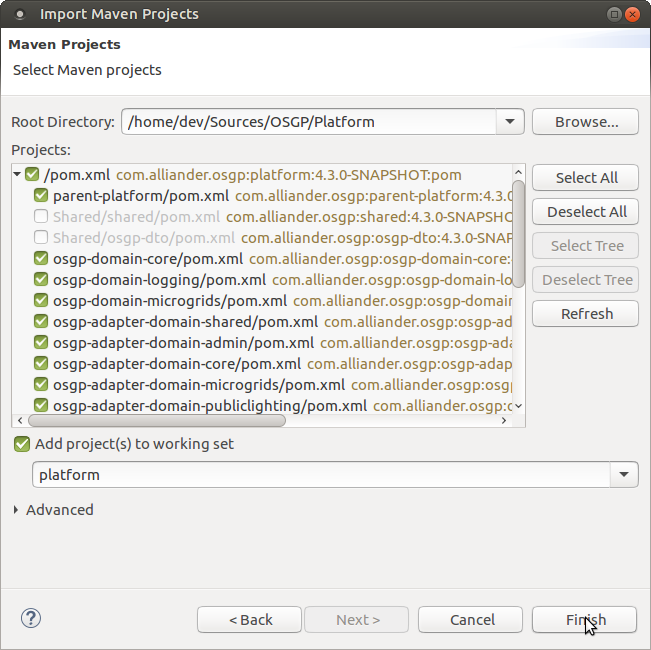 Import Maven Projects
Maven Projects
Select Maven projects
Root Directory: /home/dev/Sources/OSGP/Platform Browse...
Projects:
/pom.xml com.alliander.osgp:platform:4.3.0-SNAPSHOT:pom
parent-platform/pom.xml com.alliander.osgp:parent-platform:4.3.0
Shared/shared/pom.xml com.alliander.osgp:shared:4.3.0-SNAPSHO
Shared/osgp-dto/pom.xml com.alliander.osgp:osgp-dto:4.3.0-SNAP
osgp-domain-core/pom.xml com.alliander.osgp:osgp-domain-core:
osgp-domain-logging/pom.xml com.alliander.osgp:osgp-domain-lo
osgp-domain-microgrids/pom.xml com.alliander.osgp:osgp-domain
osgp-adapter-domain-shared/pom.xml com.alliander.osgp:osgp-ad
osgp-adapter-domain-admin/pom.xml com.alliander.osgp:osgp-ada
osgp-adapter-domain-core/pom.xml com.alliander.osgp:osgp-adap
osgp-adapter-domain-microgrids/pom.xml com.alliander.osgp:osgp
osgp-adapter-domain-publiclighting/pom.xml com.alliander.osgp:o
Select All
Deselect All
Select Tree
Deselect Tree
Refresh
Add project(s) to working set
platform
Advanced
? < Back Next > Cancel Finish